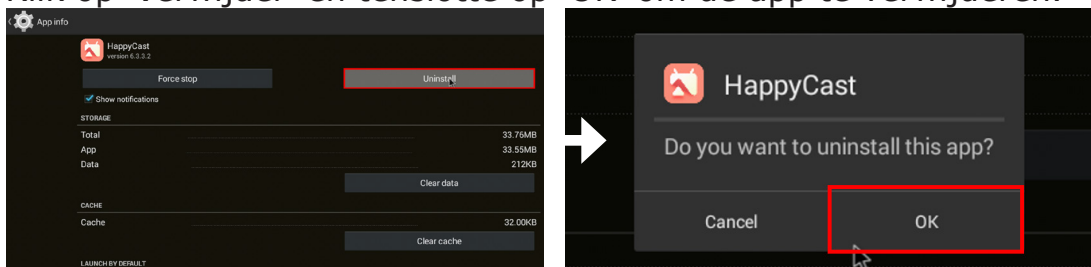 App info
HappyCast
version 6.3.3.2
Force stop
Uninstall
Show notifications
STORAGE
Total 33.76MB
App 33.55MB
Data 212KB
Clear data
CACHE
Cache 32.00KB
Clear cache
LAUNCH BY DEFAULT
HappyCast
Do you want to uninstall this app?
Cancel
OK